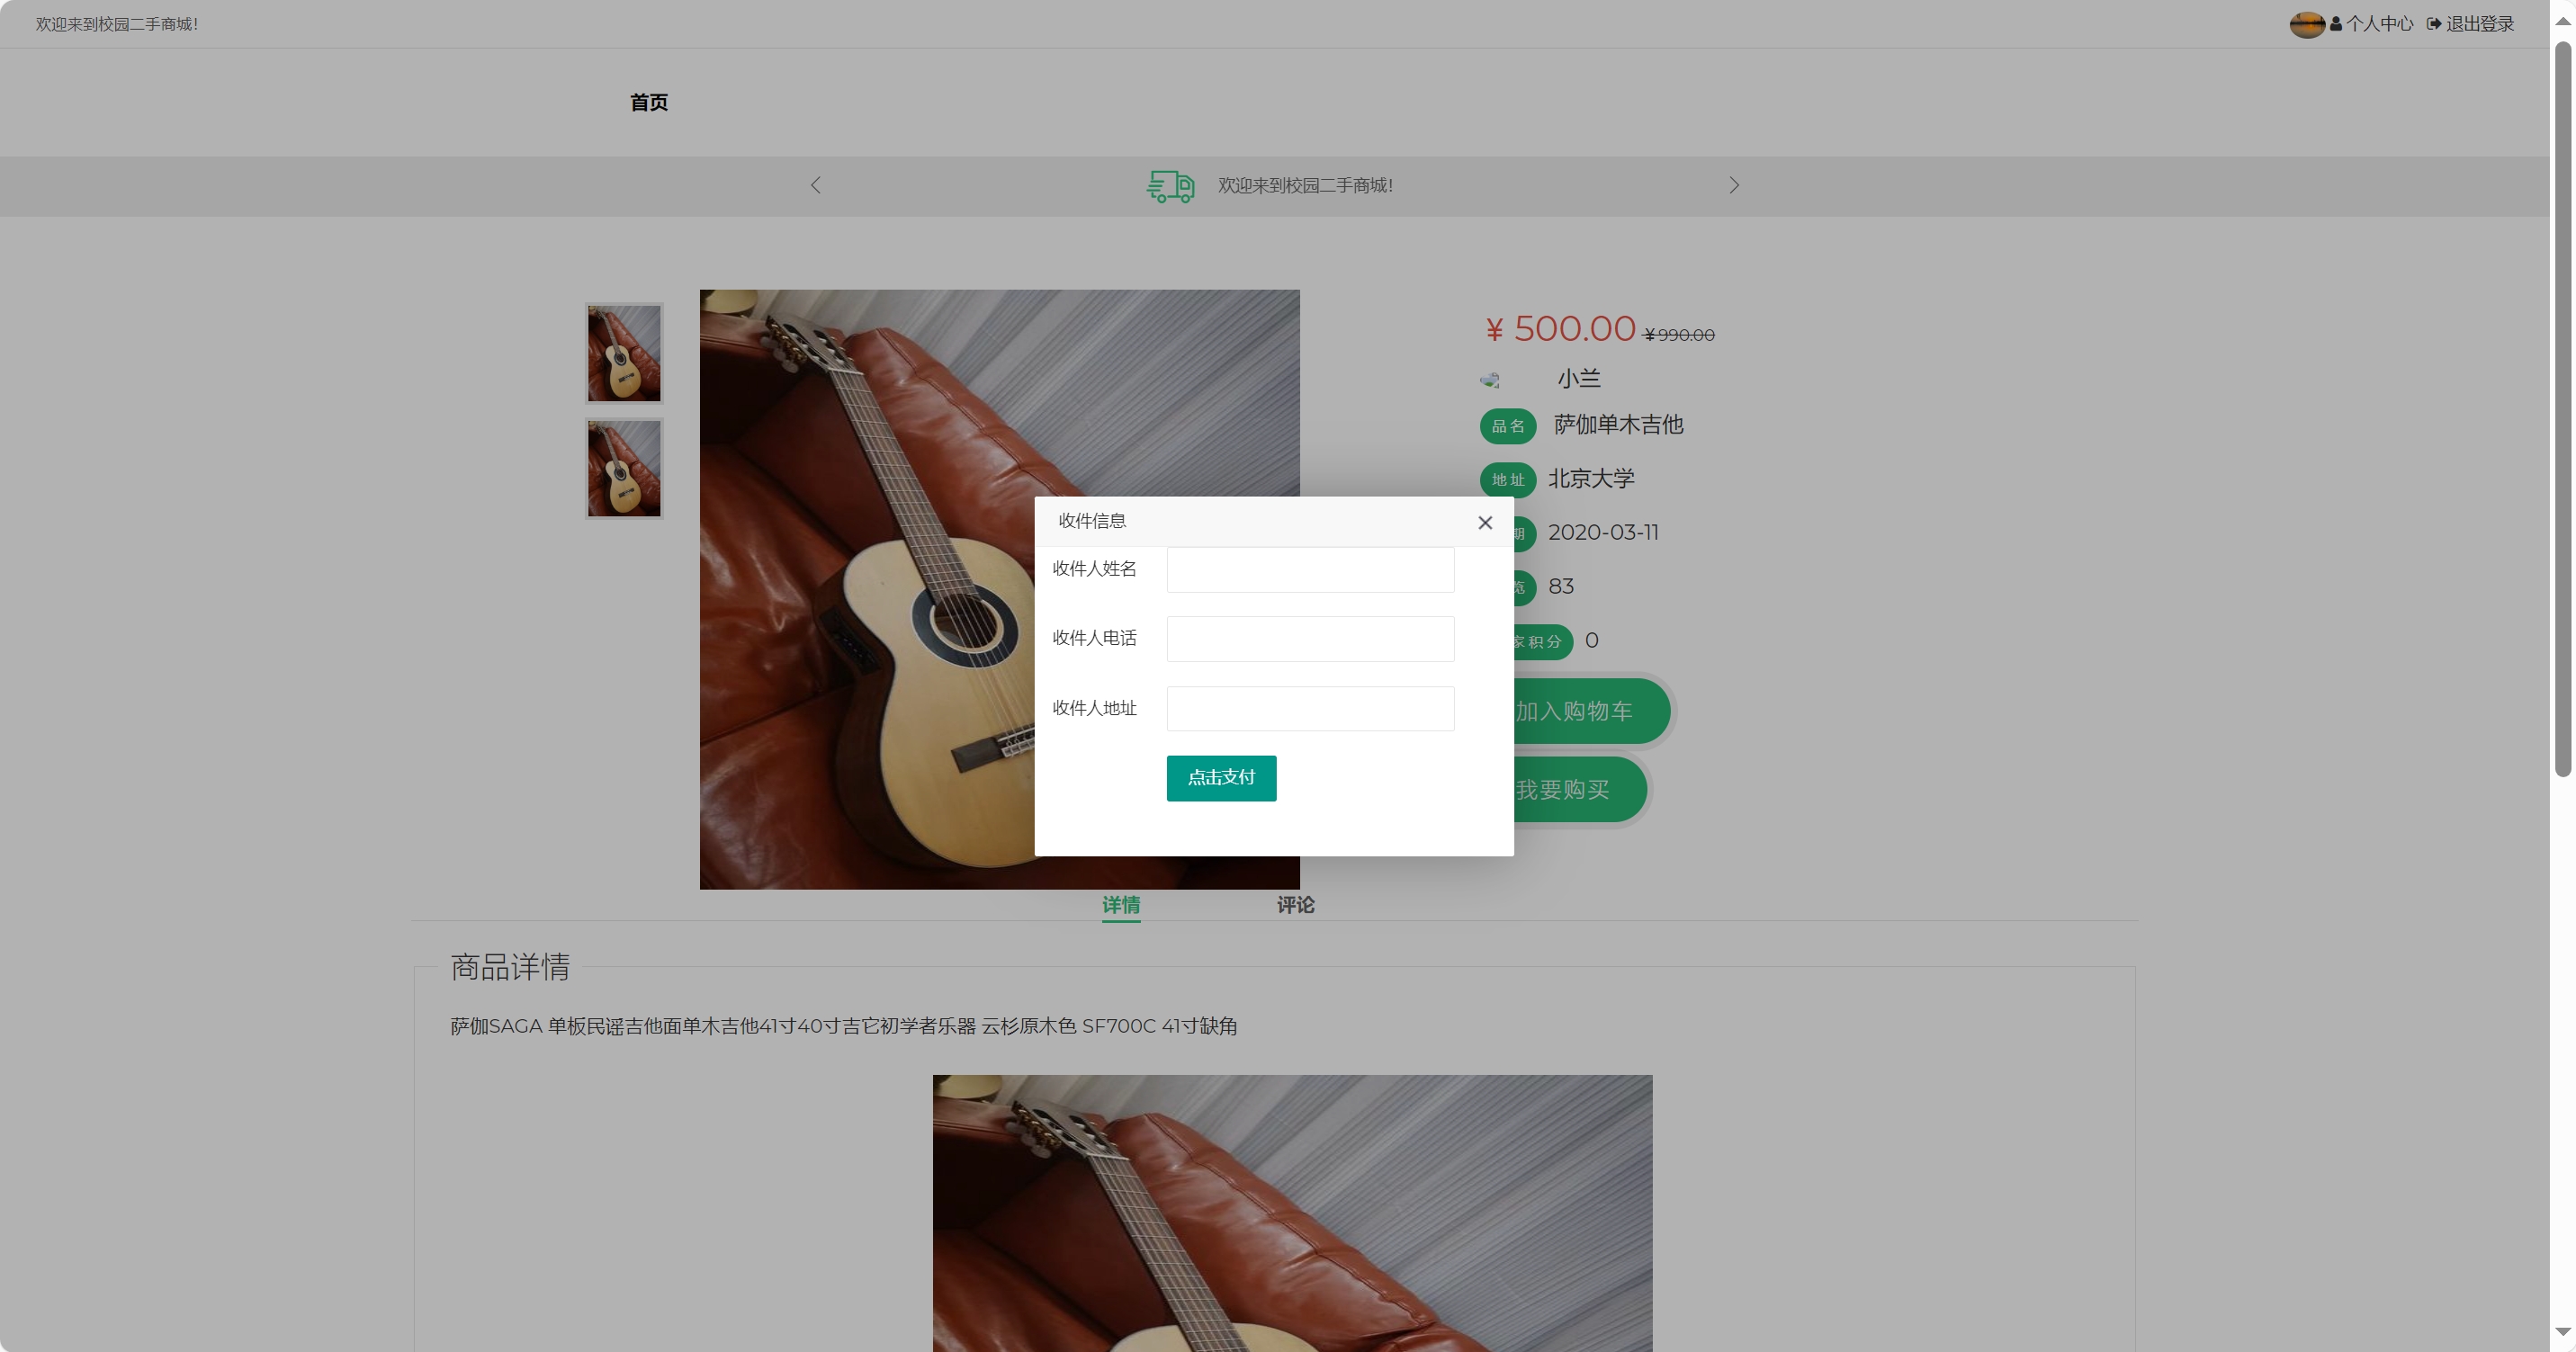 欢迎来到校园二手商城！
个人中心 退出登录
首页
欢迎来到校园二手商城！
¥ 500.00 ¥990.00
小兰
品名 萨伽单木吉他
地址 北京大学
期 2020-03-11
览 83
家积分 0
加入购物车
我要购买
收件信息
收件人姓名
收件人电话
收件人地址
点击支付
详情 评论
商品详情
萨伽SAGA 单板民谣吉他面单木吉他41寸40寸吉它初学者乐器 云杉原木色 SF700C 41寸缺角